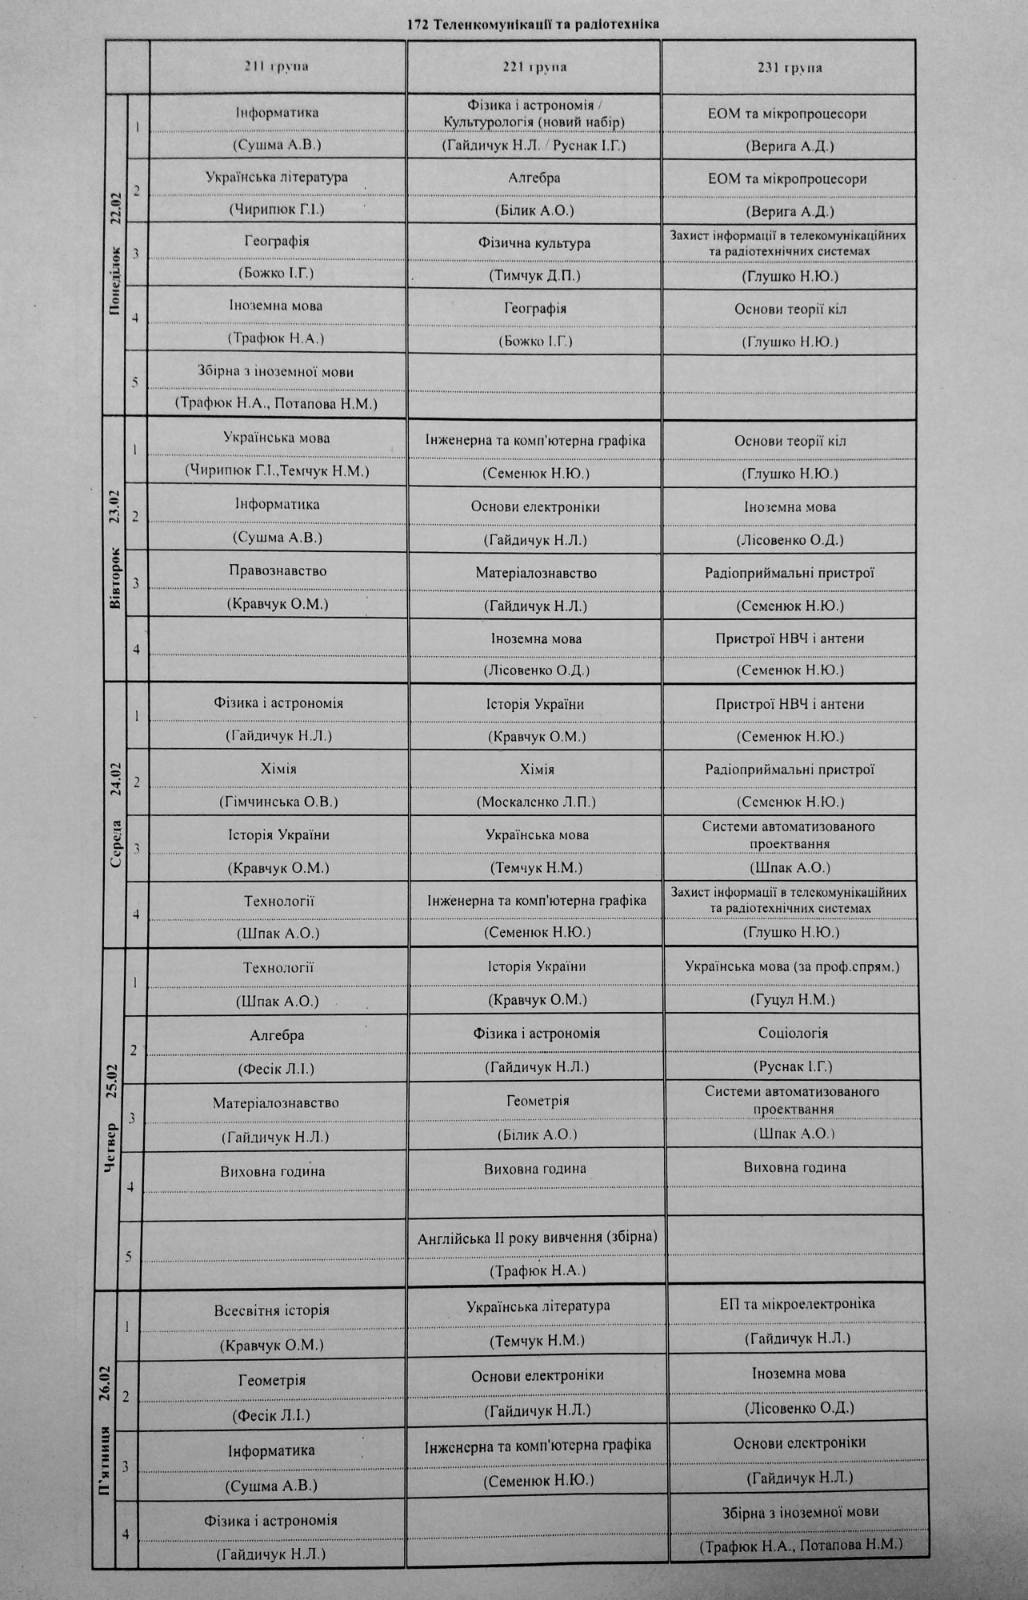 172 Теленкомунікації та радіотехніка
211 група
221 група
231 група
Понеділок 22.02
1
Інформатика
(Сушма А.В.)
Фізика і астрономія /
Культурологія (новий набір)
(Гайдичук Н.Л. / Руснак І.Г.)
ЕОМ та мікропроцесори
(Верига А.Д.)
2
Українська література
(Чирипюк Г.І.)
Алгебра
(Білик А.О.)
ЕОМ та мікропроцесори
(Верига А.Д.)
3
Географія
(Божко І.Г.)
Фізична культура
(Тимчук Д.П.)
Захист інформації в телекомунікаційних
та радіотехнічних системах
(Глушко Н.Ю.)
4
Іноземна мова
(Трафюк Н.А.)
Географія
(Божко І.Г.)
Основи теорії кіл
(Глушко Н.Ю.)
5
Збірна з іноземної мови
(Трафюк Н.А., Потапова Н.М.)
Вівторок 23.02
1
Українська мова
(Чирипюк Г.І.,Темчук Н.М.)
Інженерна та комп'ютерна графіка
(Семенюк Н.Ю.)
Основи теорії кіл
(Глушко Н.Ю.)
2
Інформатика
(Сушма А.В.)
Основи електроніки
(Гайдичук Н.Л.)
Іноземна мова
(Лісовенко О.Д.)
3
Правознавство
(Кравчук О.М.)
Матеріалознавство
(Гайдичук Н.Л.)
Радіоприймальні пристрої
(Семенюк Н.Ю.)
4
Іноземна мова
(Лісовенко О.Д.)
Пристрої НВЧ і антени
(Семенюк Н.Ю.)
Середа 24.02
1
Фізика і астрономія
(Гайдичук Н.Л.)
Історія України
(Кравчук О.М.)
Пристрої НВЧ і антени
(Семенюк Н.Ю.)
2
Хімія
(Гімчинська О.В.)
Хімія
(Москаленко Л.П.)
Радіоприймальні пристрої
(Семенюк Н.Ю.)
3
Історія України
(Кравчук О.М.)
Українська мова
(Темчук Н.М.)
Системи автоматизованого
проектвання
(Шпак А.О.)
4
Технології
(Шпак А.О.)
Інженерна та комп'ютерна графіка
(Семенюк Н.Ю.)
Захист інформації в телекомунікаційних
та радіотехнічних системах
(Глушко Н.Ю.)
Четвер 25.02
1
Технології
(Шпак А.О.)
Історія України
(Кравчук О.М.)
Українська мова (за проф.спрям.)
(Гуцул Н.М.)
2
Алгебра
(Фесік Л.І.)
Фізика і астрономія
(Гайдичук Н.Л.)
Соціологія
(Руснак І.Г.)
3
Матеріалознавство
(Гайдичук Н.Л.)
Геометрія
(Білик А.О.)
Системи автоматизованого
проектвання
(Шпак А.О.)
4
Виховна година
Виховна година
Виховна година
5
Англійська ІІ року вивчення (збірна)
(Трафюк Н.А.)
П'ятниця 26.02
1
Всесвітня історія
(Кравчук О.М.)
Українська література
(Темчук Н.М.)
ЕП та мікроелектроніка
(Гайдичук Н.Л.)
2
Геометрія
(Фесік Л.І.)
Основи електроніки
(Гайдичук Н.Л.)
Іноземна мова
(Лісовенко О.Д.)
3
Інформатика
(Сушма А.В.)
Інженерна та комп'ютерна графіка
(Семенюк Н.Ю.)
Основи електроніки
(Гайдичук Н.Л.)
4
Фізика і астрономія
(Гайдичук Н.Л.)
Збірна з іноземної мови
(Трафюк Н.А., Потапова Н.М.)